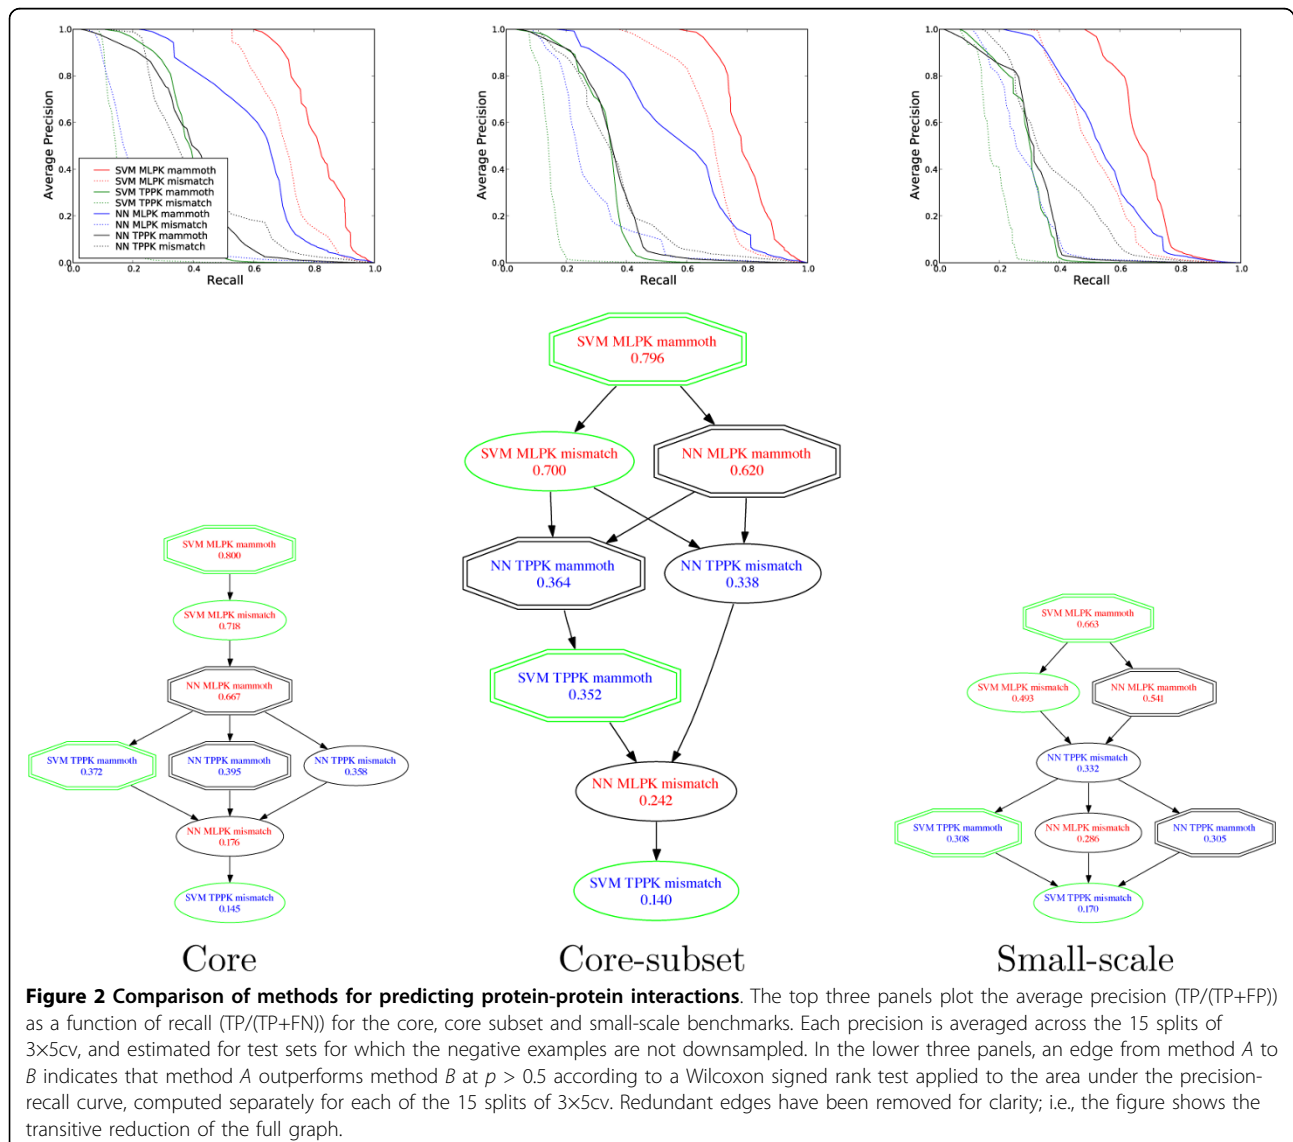 1.0
0.8
0.6
0.4
0.2
0.0
Average Precision
SVM MLPK mammoth
SVM MLPK mismatch
SVM TPPK mammoth
SVM TPPK mismatch
NN MLPK mammoth
NN MLPK mismatch
NN TPPK mammoth
NN TPPK mismatch
0.0 0.2 0.4 0.6 0.8 1.0
Recall
1.0
0.8
0.6
0.4
0.2
0.0
Average Precision
0.0 0.2 0.4 0.6 0.8 1.0
Recall
1.0
0.8
0.6
0.4
0.2
0.0
Average Precision
0.0 0.2 0.4 0.6 0.8 1.0
Recall
SVM MLPK mammoth
0.800
SVM MLPK mismatch
0.718
NN MLPK mammoth
0.667
SVM TPPK mammoth
0.372
NN TPPK mammoth
0.395
NN TPPK mismatch
0.358
NN MLPK mismatch
0.176
SVM TPPK mismatch
0.145
Core
SVM MLPK mammoth
0.796
SVM MLPK mismatch
0.700
NN MLPK mammoth
0.620
NN TPPK mammoth
0.364
NN TPPK mismatch
0.338
SVM TPPK mammoth
0.352
NN MLPK mismatch
0.242
SVM TPPK mismatch
0.140
Core-subset
SVM MLPK mammoth
0.663
SVM MLPK mismatch
0.493
NN MLPK mammoth
0.541
NN TPPK mismatch
0.332
SVM TPPK mammoth
0.308
NN MLPK mismatch
0.286
NN TPPK mammoth
0.305
SVM TPPK mismatch
0.170
Small-scale
Figure 2 Comparison of methods for predicting protein-protein interactions. The top three panels plot the average precision (TP/(TP+FP))
as a function of recall (TP/(TP+FN)) for the core, core subset and small-scale benchmarks. Each precision is averaged across the 15 splits of
3×5cv, and estimated for test sets for which the negative examples are not downsampled. In the lower three panels, an edge from method A to
B indicates that method A outperforms method B at p > 0.5 according to a Wilcoxon signed rank test applied to the area under the precision-
recall curve, computed separately for each of the 15 splits of 3×5cv. Redundant edges have been removed for clarity; i.e., the figure shows the
transitive reduction of the full graph.